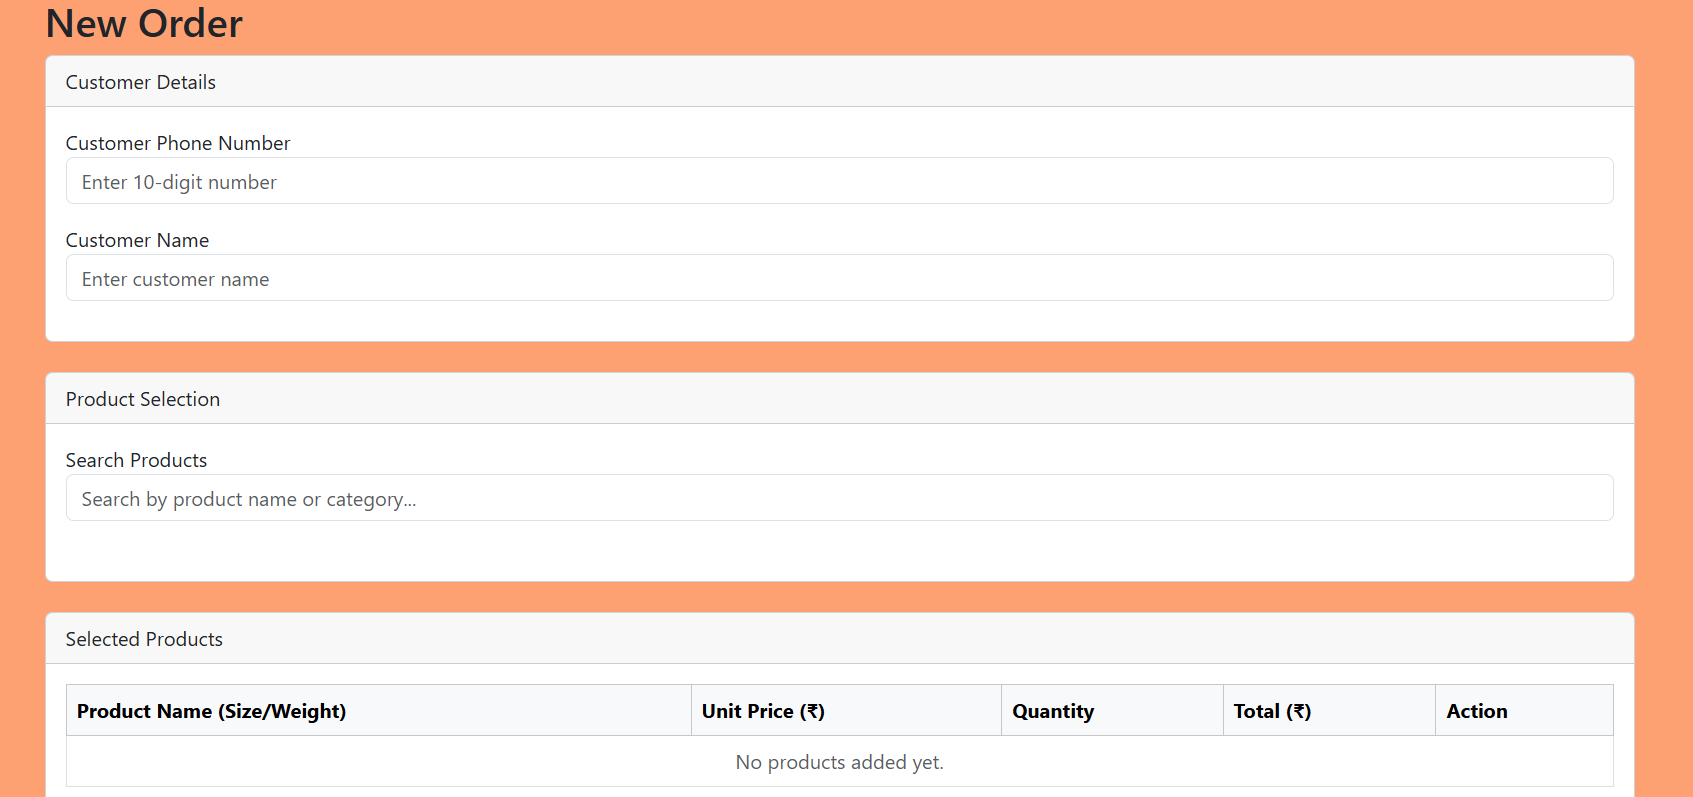 New Order
Customer Details
Customer Phone Number
Enter 10-digit number
Customer Name
Enter customer name
Product Selection
Search Products
Search by product name or category...
Selected Products
Product Name (Size/Weight) Unit Price (₹) Quantity Total (₹) Action
No products added yet.